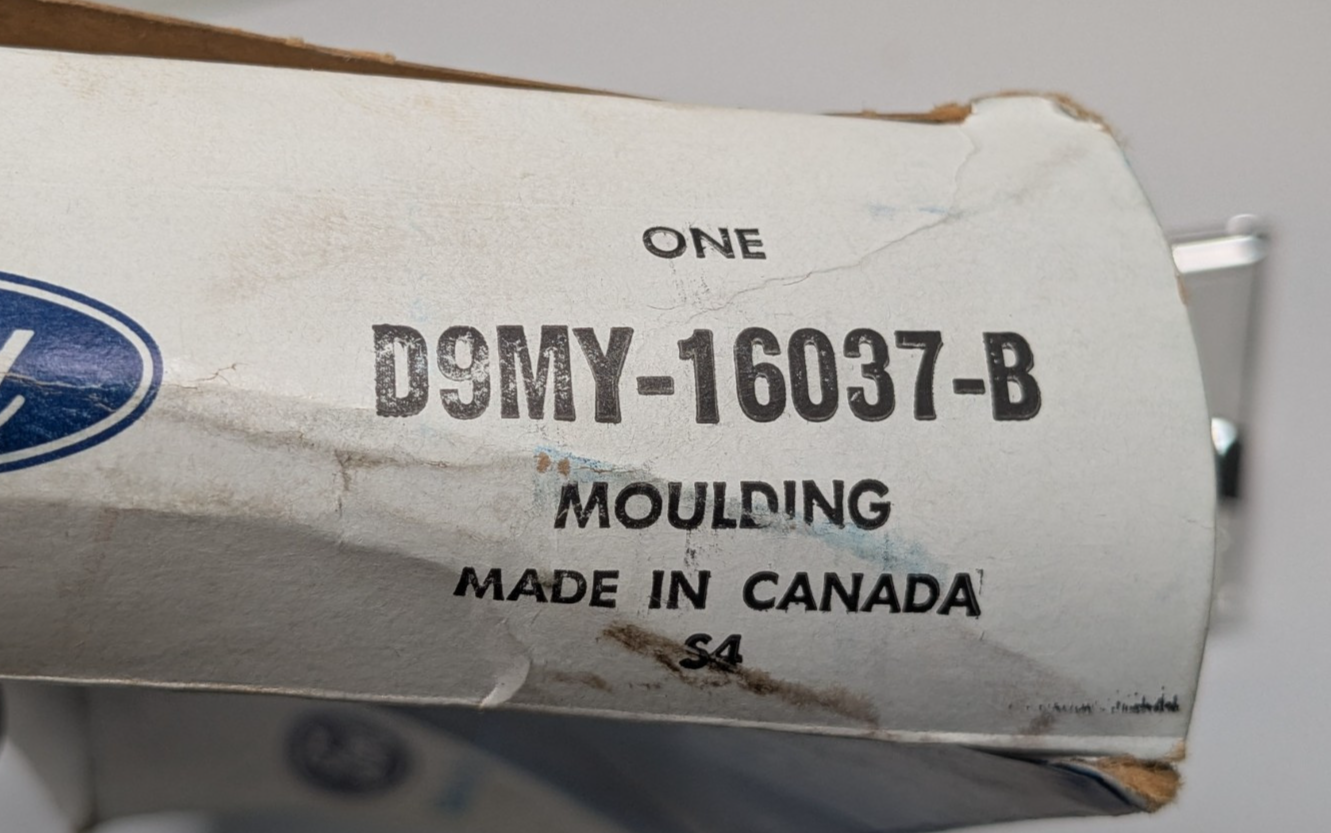 ONE
D9MY-16037-B
MOULDING
MADE IN CANADA
S4